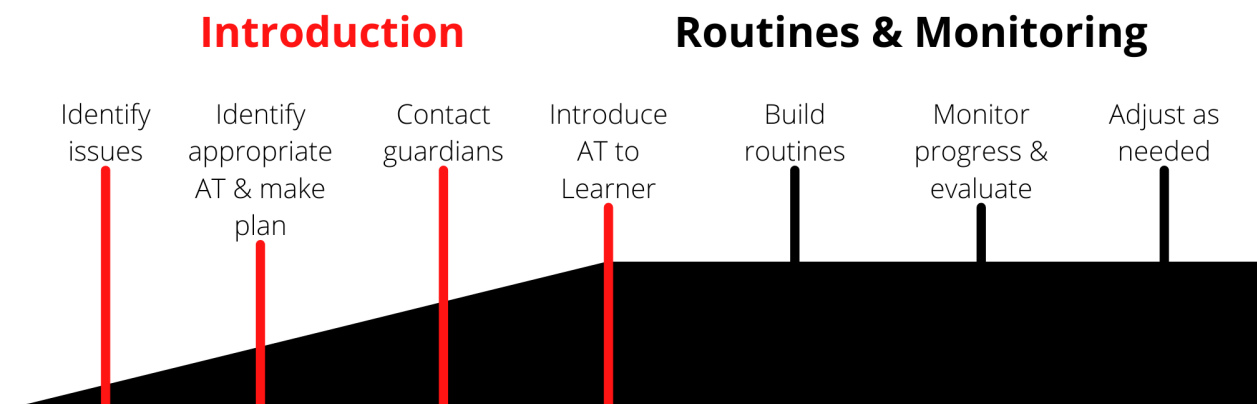 Introduction
Routines & Monitoring
Identify
issues
Identify
appropriate
AT & make
plan
Contact
guardians
Introduce
AT to
Learner
Build
routines
Monitor
progress &
evaluate
Adjust as
needed